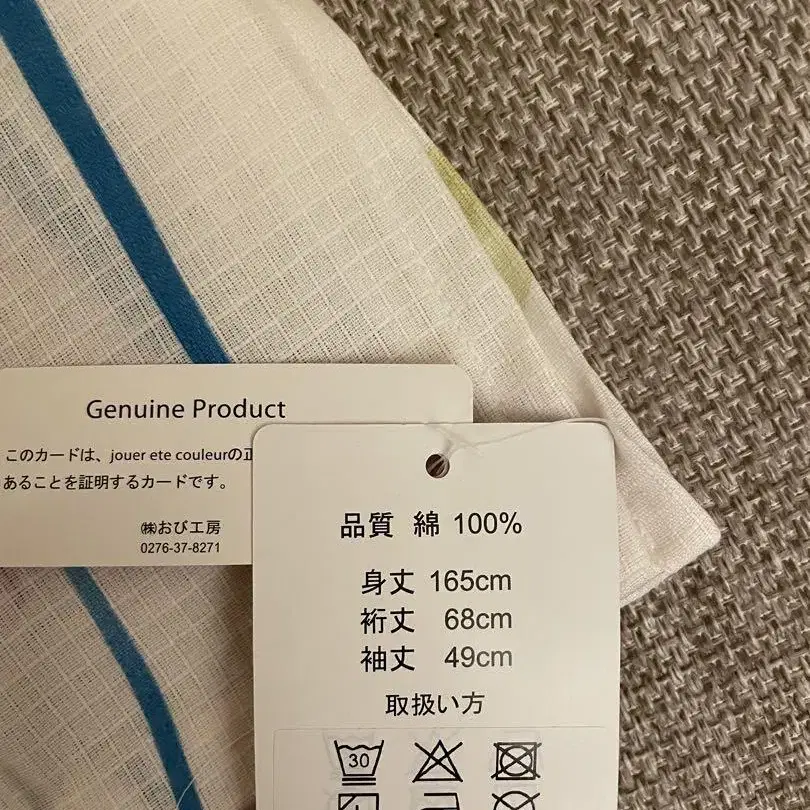 Genuine Product
このカードは、jouer ete couleurの正
あることを証明するカードです。
㈱おび工房
0276-37-8271
品質 綿 100%
身丈 165cm
裄丈 68cm
袖丈 49cm
取扱い方
30